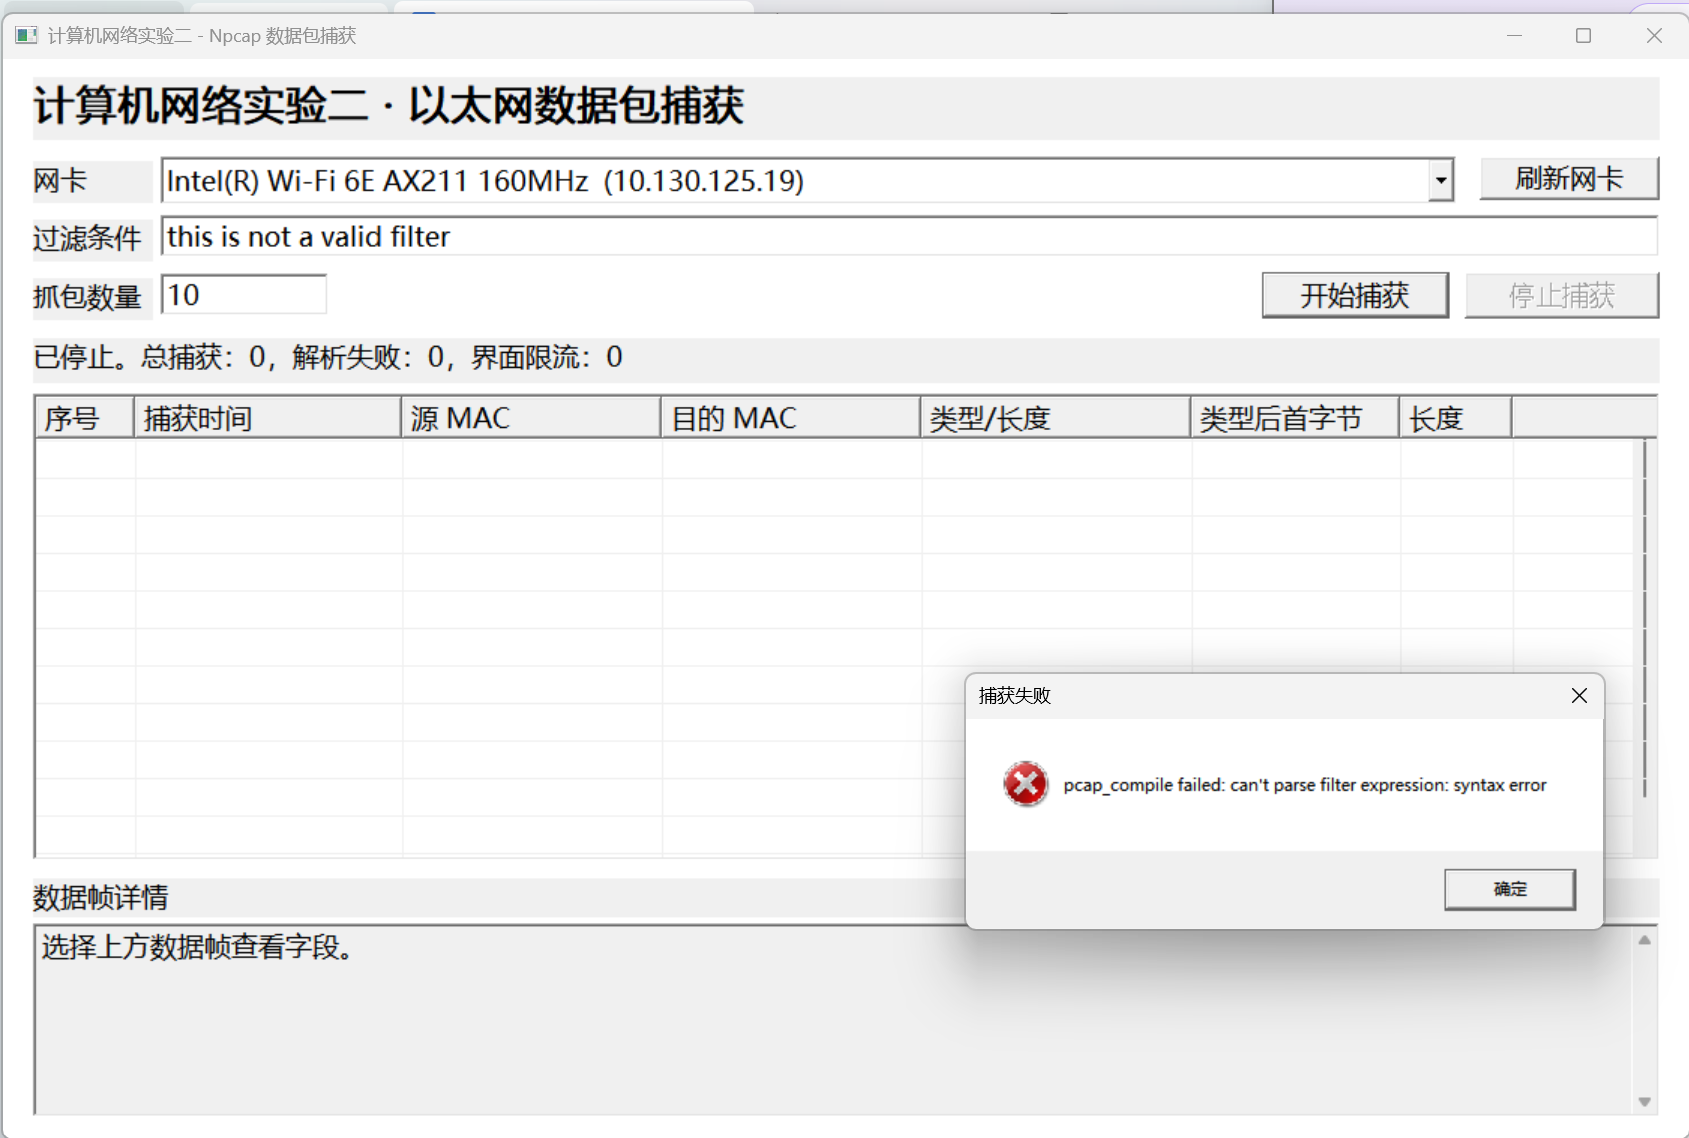 计算机网络实验二 - Npcap 数据包捕获
计算机网络实验二 · 以太网数据包捕获
网卡 Intel(R) Wi-Fi 6E AX211 160MHz (10.130.125.19) 刷新网卡
过滤条件 this is not a valid filter
抓包数量 10 开始捕获 停止捕获
已停止。总捕获：0，解析失败：0，界面限流：0
序号 捕获时间 源 MAC 目的 MAC 类型/长度 类型后首字节 长度
捕获失败
pcap_compile failed: can't parse filter expression: syntax error
确定
数据帧详情
选择上方数据帧查看字段。